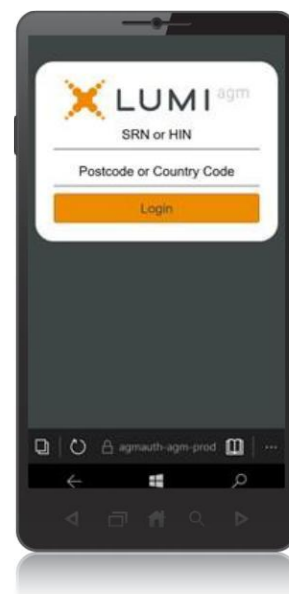 LUMI agm
SRN or HIN
Postcode or Country Code
Login
agmauth-agm-prod